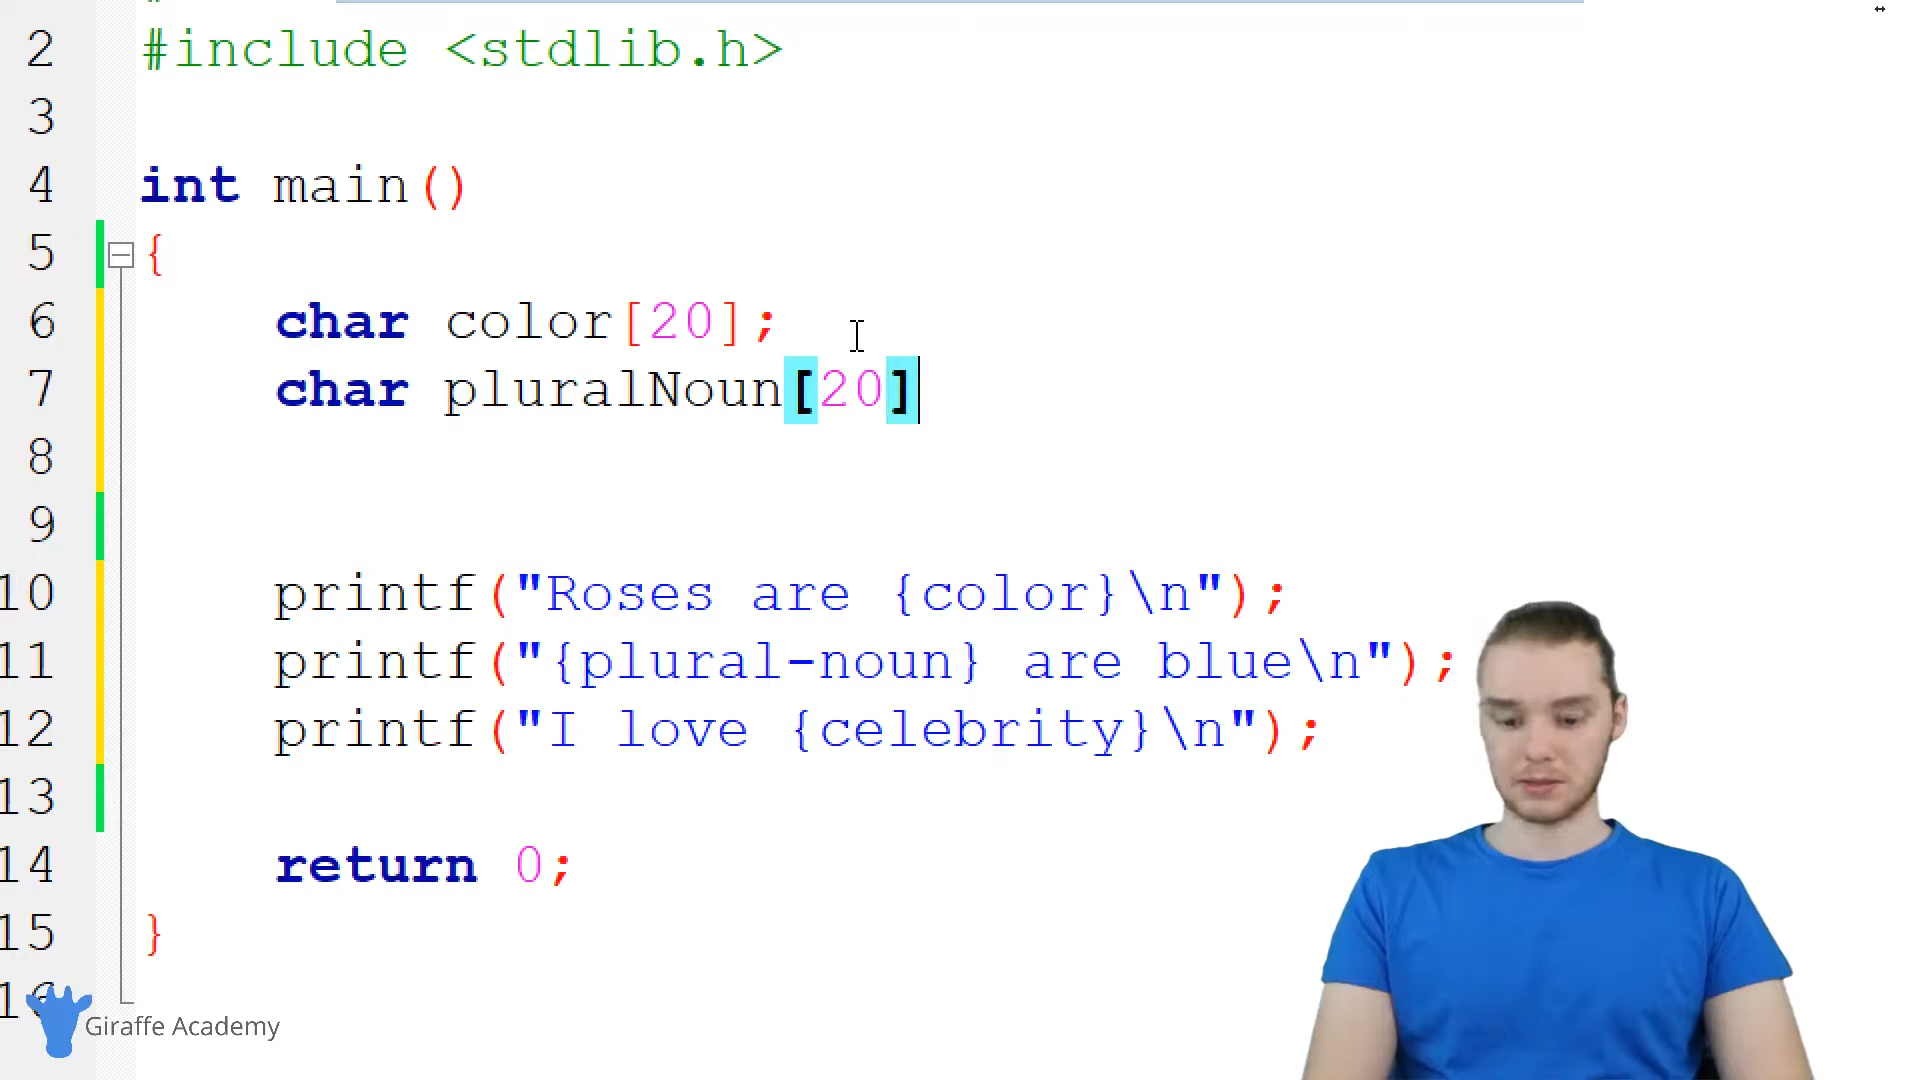 2 #include <stdlib.h>
3
4 int main()
5 {
6 char color[20];
7 char pluralNoun[20]
8
9
10 printf("Roses are {color}\n");
11 printf("{plural-noun} are blue\n");
12 printf("I love {celebrity}\n");
13
14 return 0;
15 }
Giraffe Academy